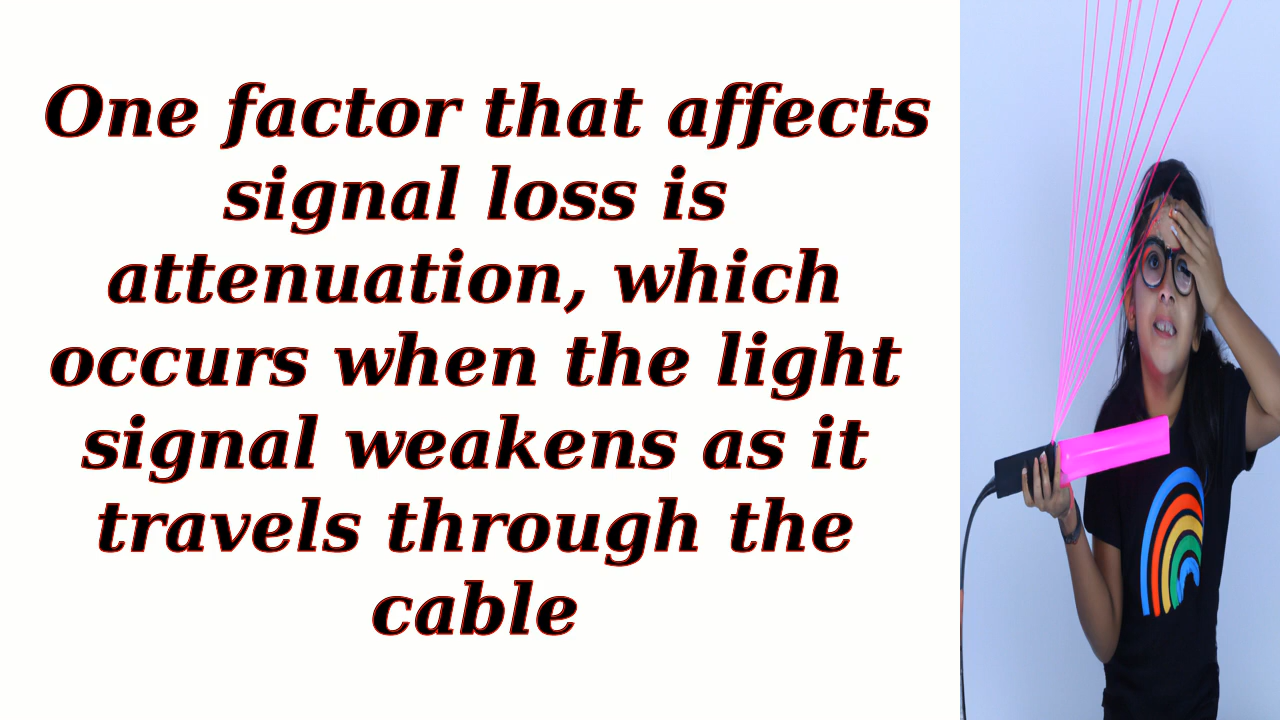 One factor that affects
signal loss is
attenuation, which
occurs when the light
signal weakens as it
travels through the
cable